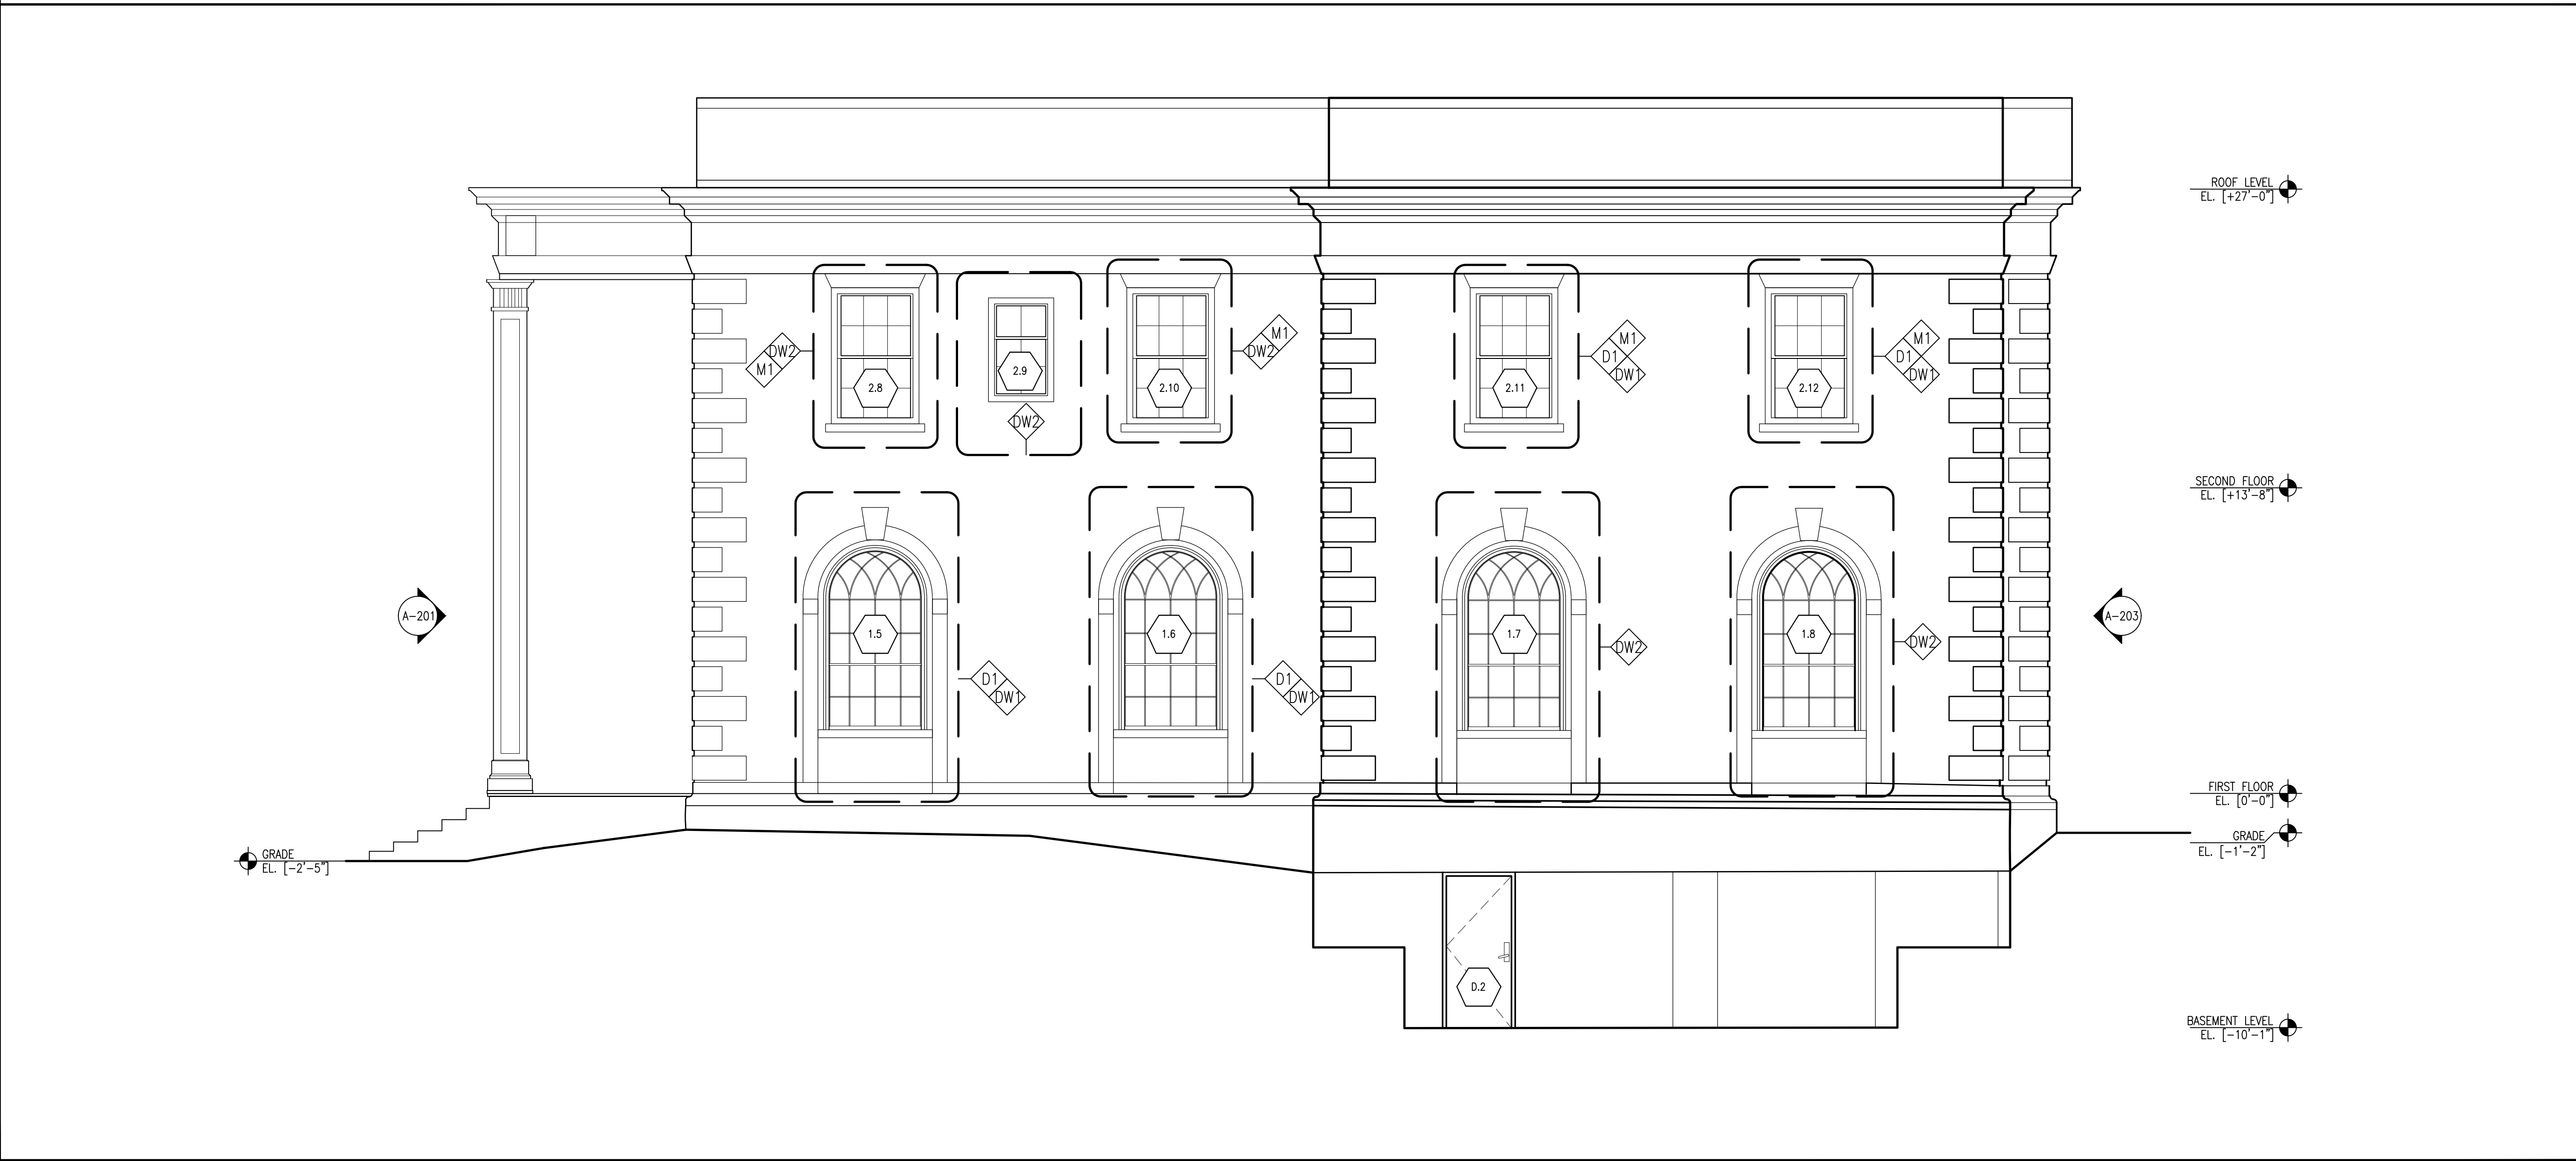 ROOF LEVEL
EL. [+27'-0"]
M1
DW2
2.8
2.9
DW2
2.10
M1
DW2
2.11
M1
D1
DW1
2.12
M1
D1
DW1
SECOND FLOOR
EL. [+13'-8"]
A-201
1.5
D1
DW1
1.6
D1
DW1
1.7
DW2
1.8
DW2
A-203
FIRST FLOOR
EL. [0'-0"]
GRADE
EL. [-1'-2"]
GRADE
EL. [-2'-5"]
D.2
BASEMENT LEVEL
EL. [-10'-1"]